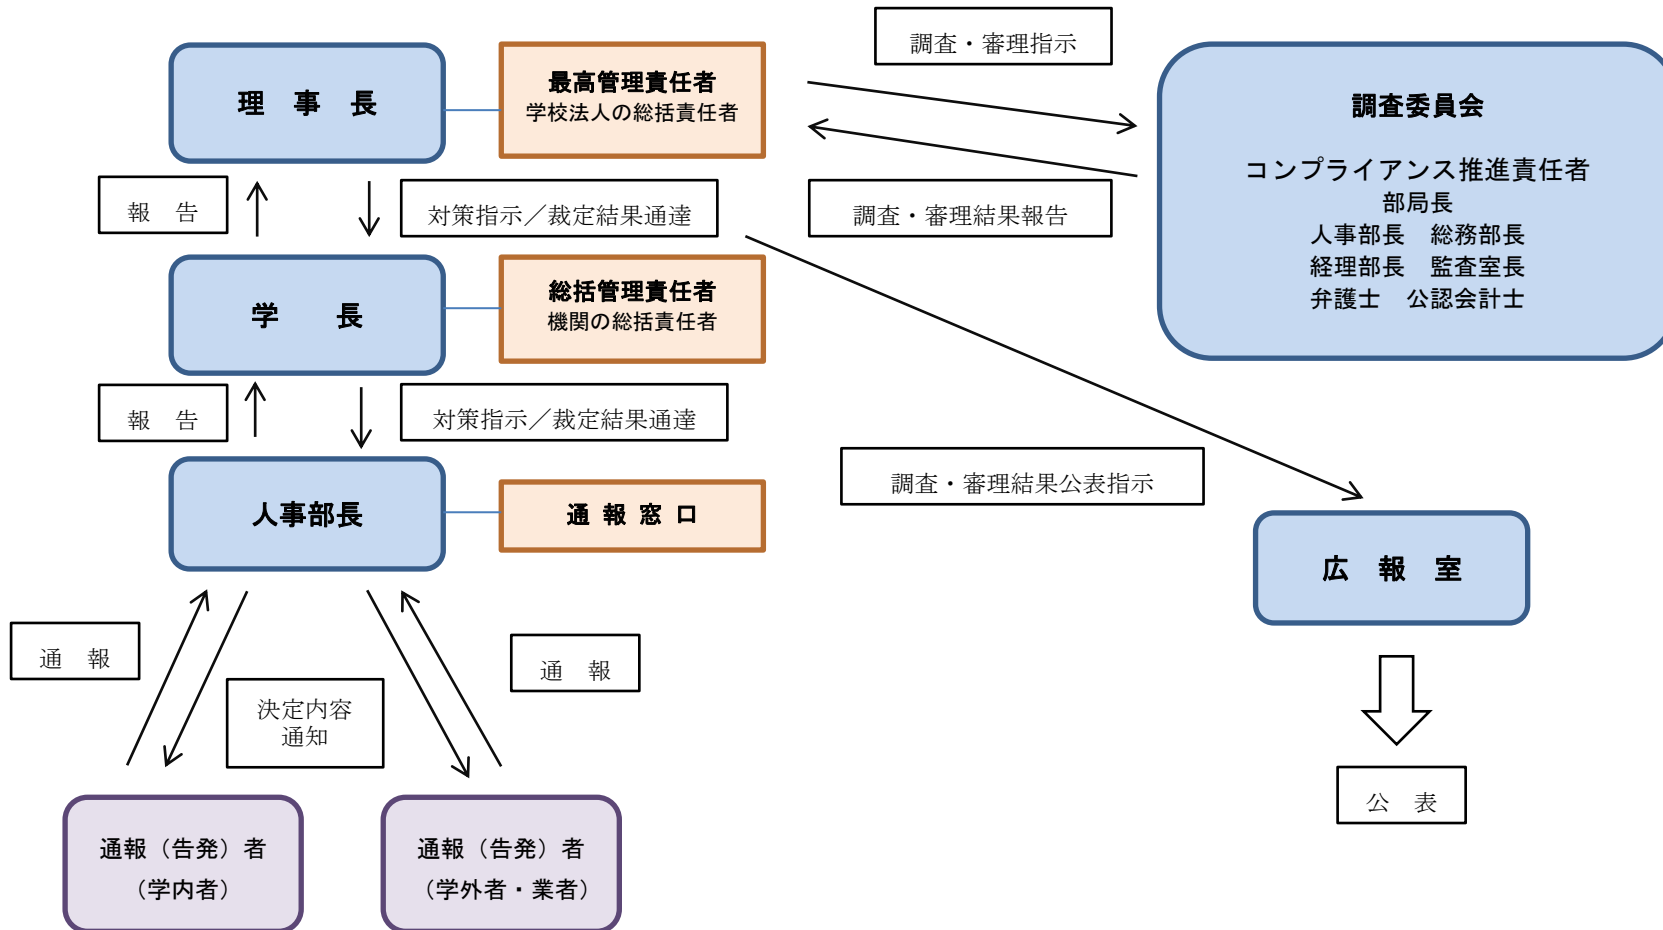 調査・審理指示
理　事　長
最高管理責任者
学校法人の総括責任者
調査委員会
コンプライアンス推進責任者
部局長
人事部長　総務部長
経理部長　監査室長
弁護士　公認会計士
報　告
対策指示／裁定結果通達
調査・審理結果報告
学　　長
総括管理責任者
機関の総括責任者
報　告
対策指示／裁定結果通達
調査・審理結果公表指示
人事部長
通 報 窓 口
広　報　室
通　報
通　報
決定内容
通知
公　表
通報（告発）者
（学内者）
通報（告発）者
（学外者・業者）